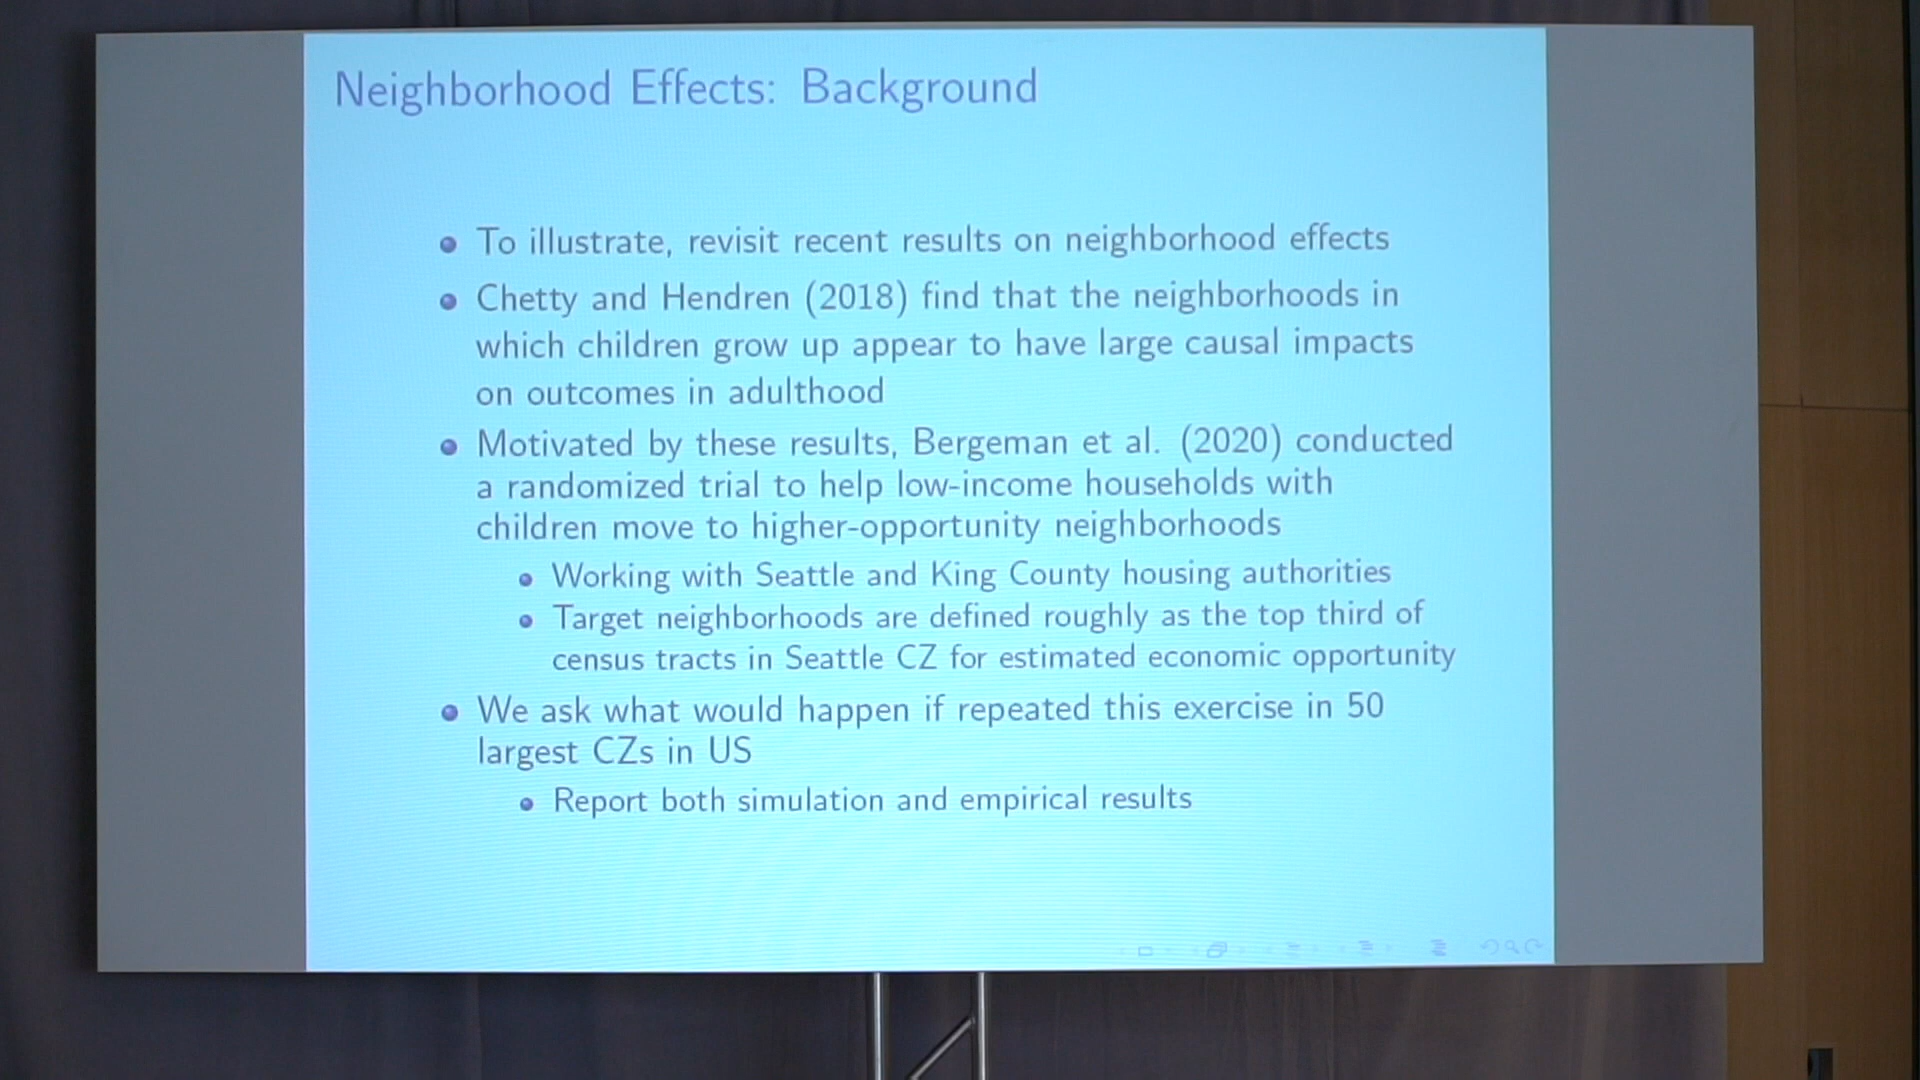 Neighborhood Effects: Background
To illustrate, revisit recent results on neighborhood effects
Chetty and Hendren (2018) find that the neighborhoods in
which children grow up appear to have large causal impacts
on outcomes in adulthood
Motivated by these results, Bergeman et al. (2020) conducted
a randomized trial to help low-income households with
children move to higher-opportunity neighborhoods
Working with Seattle and King County housing authorities
Target neighborhoods are defined roughly as the top third of
census tracts in Seattle CZ for estimated economic opportunity
We ask what would happen if repeated this exercise in 50
largest CZs in US
Report both simulation and empirical results